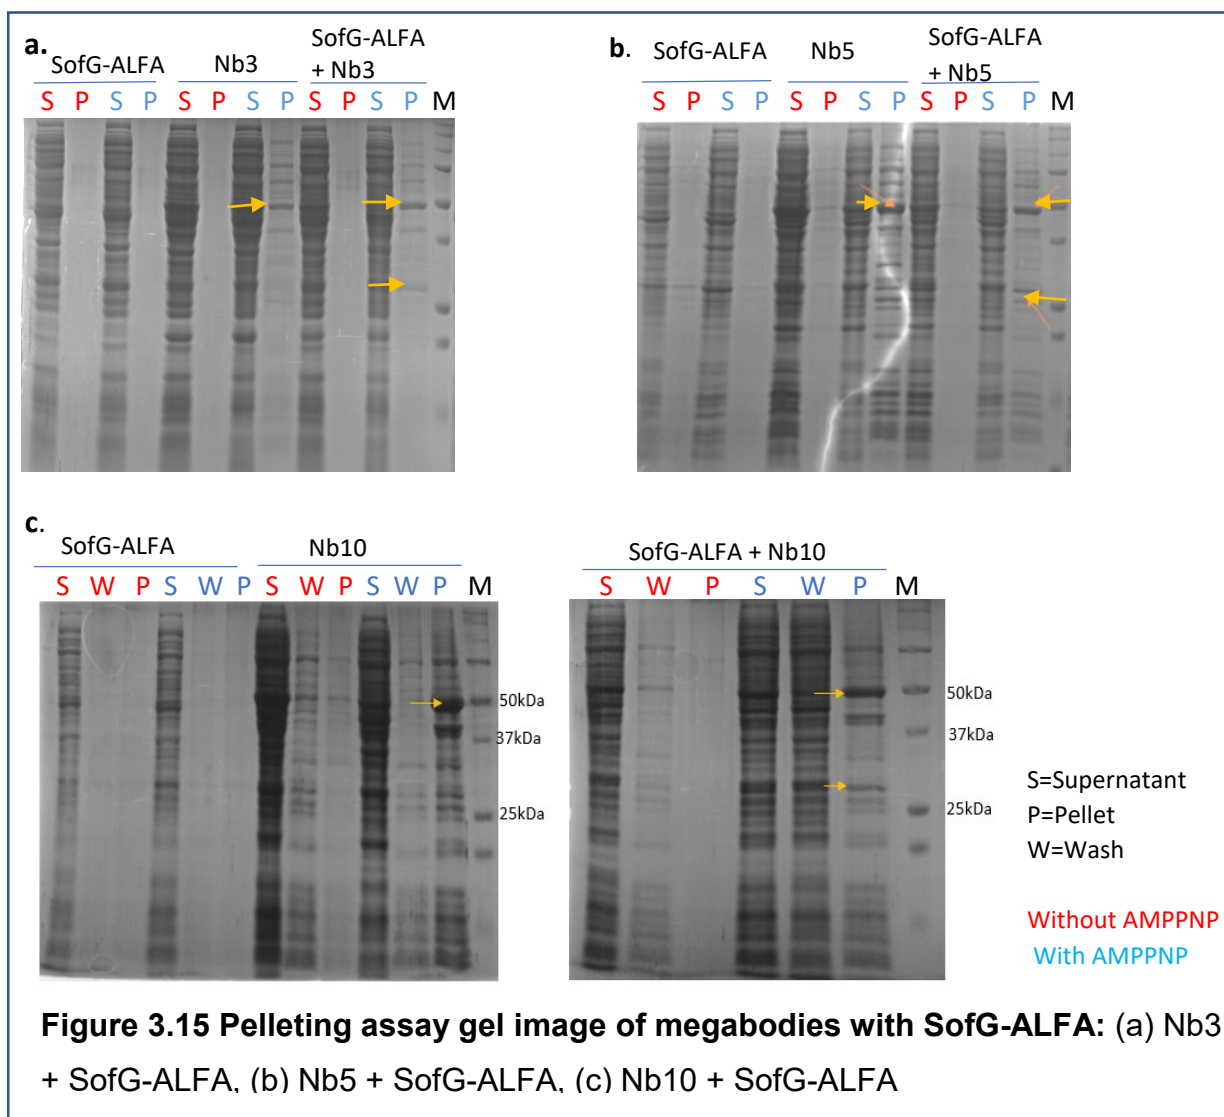 a.
SofG-ALFA Nb3 SofG-ALFA
+ Nb3
S P S P S P S P S P S P M
b.
SofG-ALFA Nb5 SofG-ALFA
+ Nb5
S P S P S P S P S P S P M
c.
SofG-ALFA Nb10
S W P S W P S W P S W P M
50kDa
37kDa
25kDa
SofG-ALFA + Nb10
S W P S W P M
50kDa
37kDa
25kDa
S=Supernatant
P=Pellet
W=Wash
Without AMPPNP
With AMPPNP
Figure 3.15 Pelleting assay gel image of megabodies with SofG-ALFA: (a) Nb3
+ SofG-ALFA, (b) Nb5 + SofG-ALFA, (c) Nb10 + SofG-ALFA